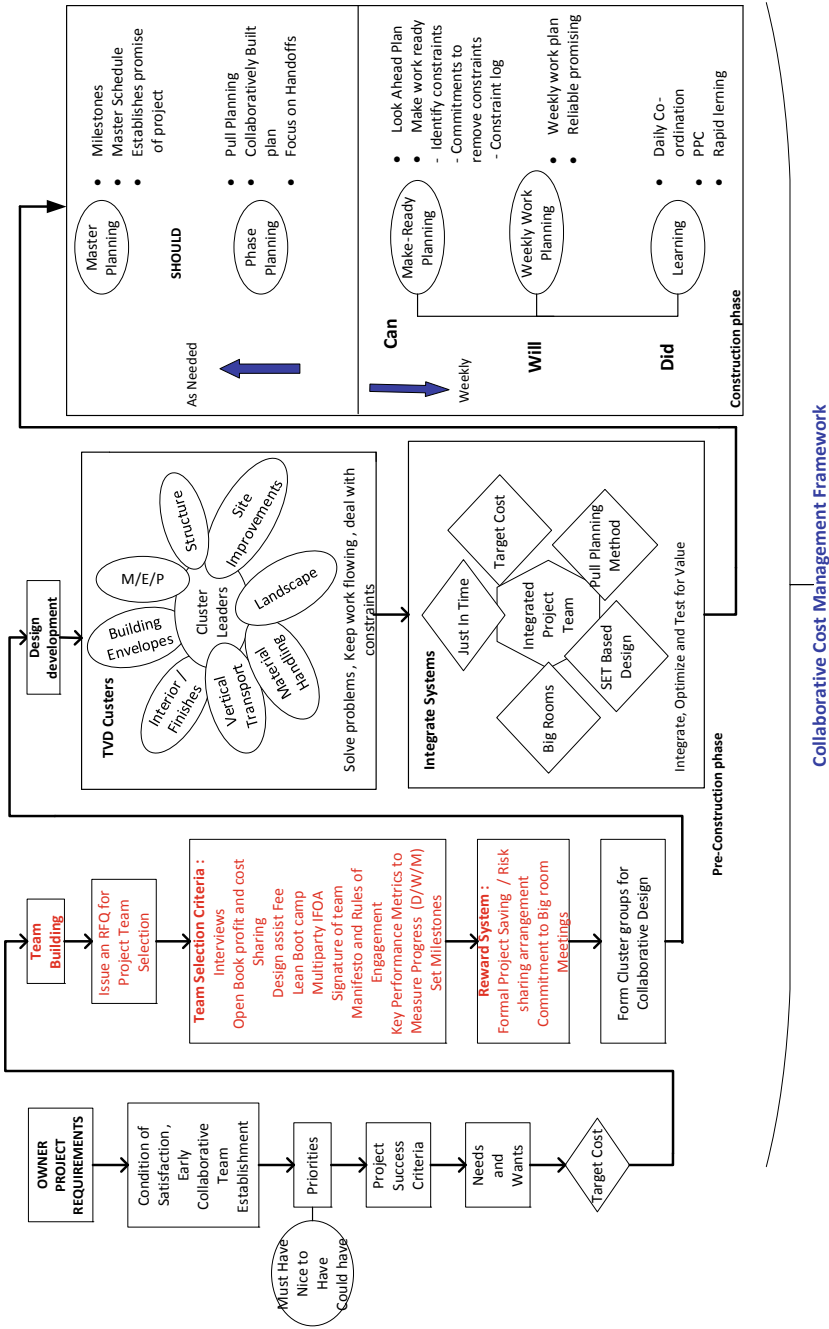 OWNER
PROJECT
REQUIREMENTS
Condition of
Satisfaction ,
Early
Collaborative
Team
Establishment
Must Have
Nice to
Have
Could have
Priorities
Project
Success
Criteria
Needs
and
Wants
Target Cost
Team
Building
Issue an RFQ for
Project Team
Selection
Team Selection Criteria :
Interviews
Open Book profit and cost
Sharing
Design assist Fee
Lean Boot camp
Multiparty IFOA
Signature of team
Manifesto and Rules of
Engagement
Key Performance Metrics to
Measure Progress (D/W/M)
Set Milestones
Reward System :
Formal Project Saving / Risk
sharing arrangement
Commitment to Big room
Meetings
Form Cluster groups for
Collaborative Design
Design
development
TVD Custers
Interior /
Finishes
Building
Envelopes
M/E/P
Structure
Site
Improvements
Landscape
Material
Handling
Vertical
Transport
Cluster
Leaders
Solve problems , Keep work flowing , deal with
constraints
Integrate Systems
Just In Time
Target Cost
Pull Planning
Method
SET Based
Design
Big Rooms
Integrated
Project
Team
Integrate, Optimize and Test for Value
Pre-Construction phase
Master
Planning
• Milestones
• Master Schedule
• Establishes promise
of project
SHOULD
As Needed
Phase
Planning
• Pull Planning
• Collaboratively Built
plan
• Focus on Handoffs
Can
Make-Ready
Planning
• Look Ahead Plan
• Make work ready
- Identify constraints
- Commitments to
remove constraints
- Constraint log
Weekly
Will
Weekly Work
Planning
• Weekly work plan
• Reliable promising
Did
Learning
• Daily Co-
ordination
• PPC
• Rapid lerning
Construction phase
Collaborative Cost Management Framework